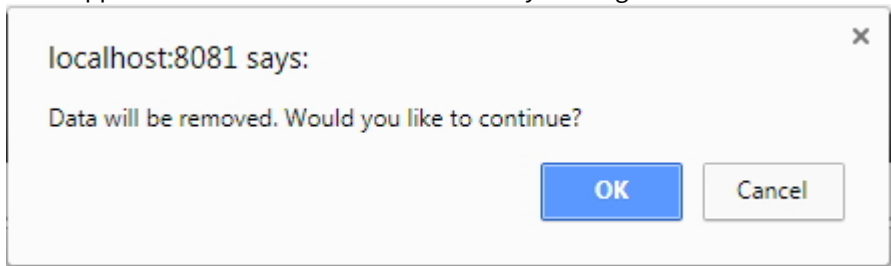 localhost:8081 says:
Data will be removed. Would you like to continue?
OK
Cancel